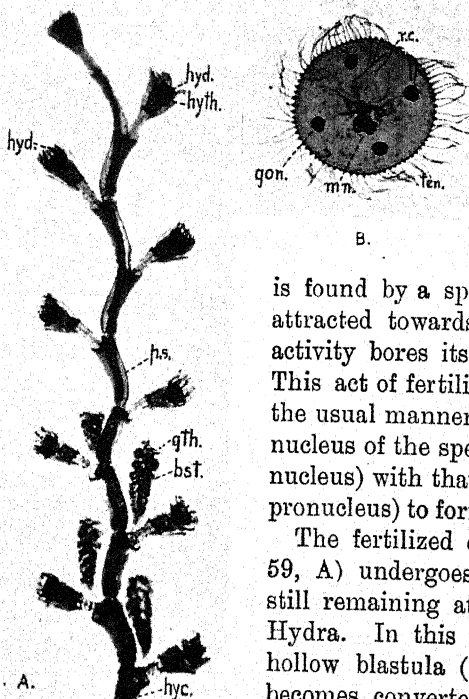 r.c.
hyd.
hyth.
hyd.
gon.
mn.
ten.
B.
p.s.
gth.
bst.
A.
hyc.
is found by a sp
attracted towards
activity bores its
This act of fertili
the usual manner
nucleus of the spe
nucleus) with tha
pronucleus) to for
The fertilized
59, A) undergoes
still remaining at
Hydra. In this
hollow blastula (
becomes converte